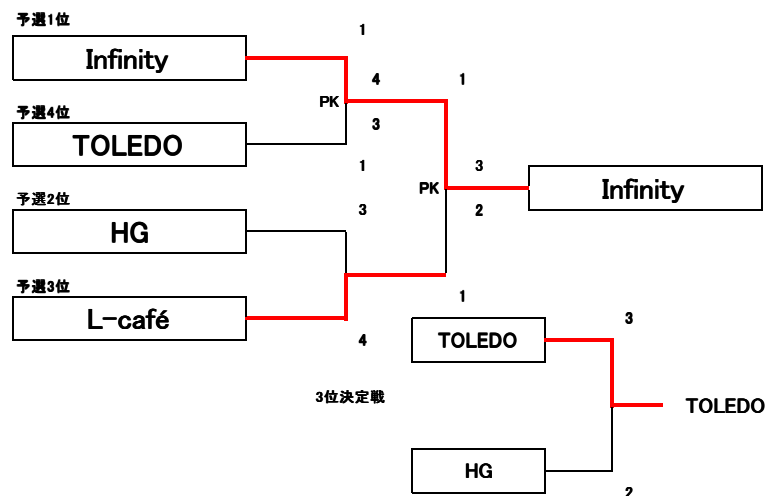 予選1位
1
Infinity
4
1
PK
予選4位
3
TOLEDO
1
3
Infinity
予選2位
PK
3
2
HG
予選3位
1
L-café
3
4
TOLEDO
3位決定戦
TOLEDO
HG
2